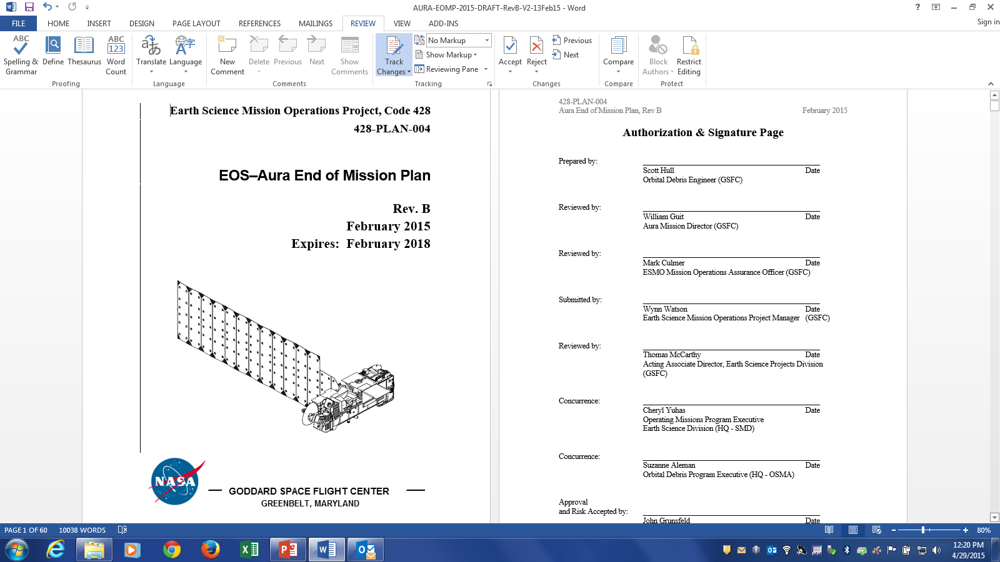 AURA-EOMP-2015-DRAFT-RevB-V2-13Feb15 - Word
Sign in
FILE HOME INSERT DESIGN PAGE LAYOUT REFERENCES MAILINGS REVIEW VIEW ADD-INS
ABC
Spelling & Grammar
Define
Thesaurus
ABC
123
Word Count
Proofing
Translate
Language
Language
New Comment
Delete
Previous
Next
Show Comments
Comments
Track Changes
No Markup
Show Markup
Reviewing Pane
Tracking
Accept
Reject
Previous
Next
Changes
Compare
Compare
Block Authors
Restrict Editing
Protect
Earth Science Mission Operations Project, Code 428
428-PLAN-004
EOS–Aura End of Mission Plan
Rev. B
February 2015
Expires: February 2018
NASA
GODDARD SPACE FLIGHT CENTER
GREENBELT, MARYLAND
428-PLAN-004
Aura End of Mission Plan, Rev B February 2015
Authorization & Signature Page
Prepared by:
Scott Hull Date
Orbital Debris Engineer (GSFC)
Reviewed by:
William Guit Date
Aura Mission Director (GSFC)
Reviewed by:
Mark Culmer Date
ESMO Mission Operations Assurance Officer (GSFC)
Submitted by:
Wynn Watson Date
Earth Science Mission Operations Project Manager (GSFC)
Reviewed by:
Thomas McCarthy Date
Acting Associate Director, Earth Science Projects Division
(GSFC)
Concurrence:
Cheryl Yuhas Date
Operating Missions Program Executive
Earth Science Division (HQ - SMD)
Concurrence:
Suzanne Aleman Date
Orbital Debris Program Executive (HQ - OSMA)
Approval
and Risk Accepted by:
John Grunsfeld Date
PAGE 1 OF 60 10038 WORDS 80%
12:20 PM
4/29/2015